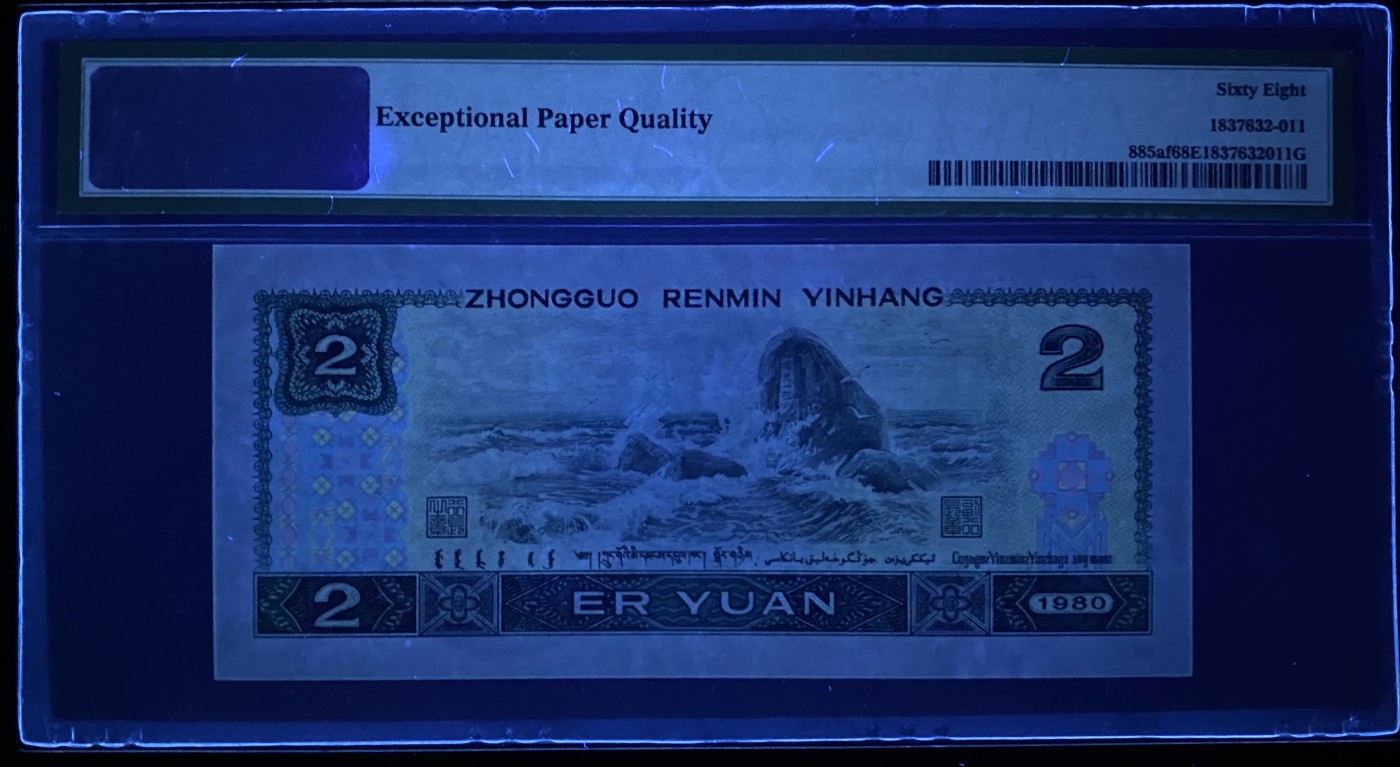 Exceptional Paper Quality
Sixty Eight
1837632-011
885af68E1837632011G
ZHONGGUO RENMIN YINHANG
2
2
2
ER YUAN
1980